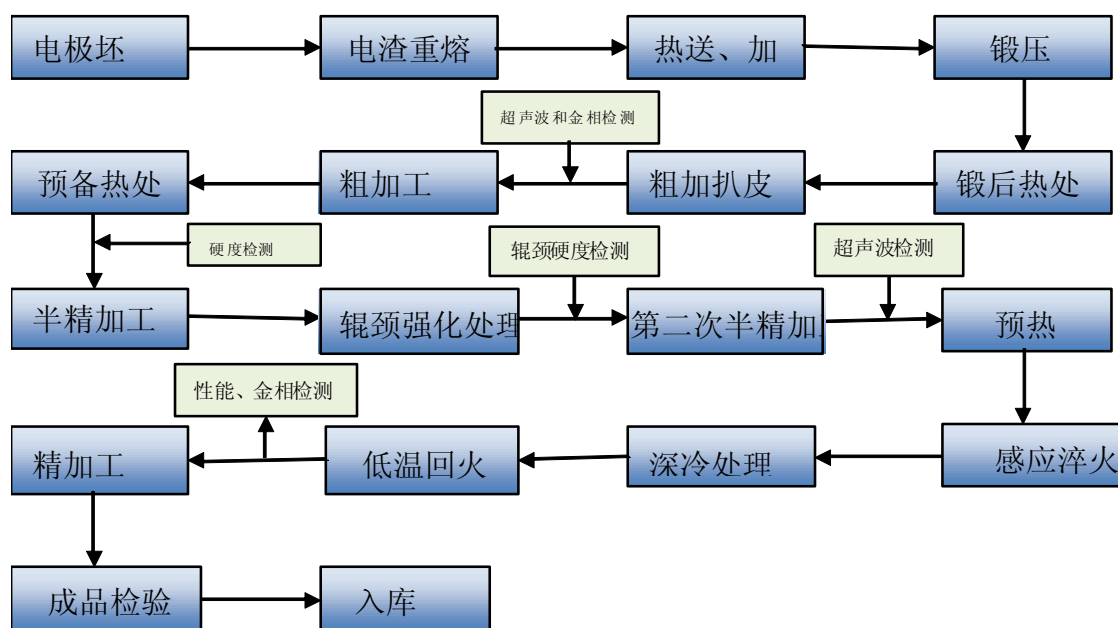 电极坯
电渣重熔
热送、加
锻压
超声波和金相检测
预备热处
粗加工
粗加扒皮
锻后热处
硬度检测
辊颈硬度检测
超声波检测
半精加工
辊颈强化处理
第二次半精加
预热
性能、金相检测
精加工
低温回火
深冷处理
感应淬火
成品检验
入库